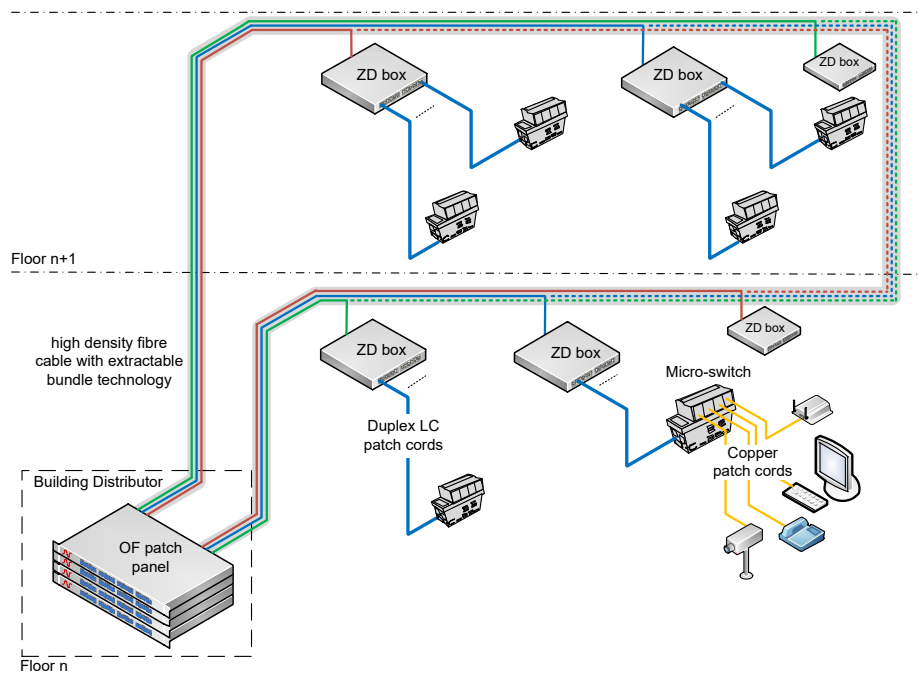 ZD box
ZD box
ZD box
Floor n+1
high density fibre
cable with extractable
bundle technology
ZD box
ZD box
ZD box
Micro-switch
Duplex LC
patch cords
Copper
patch cords
Building Distributor
OF patch
panel
Floor n